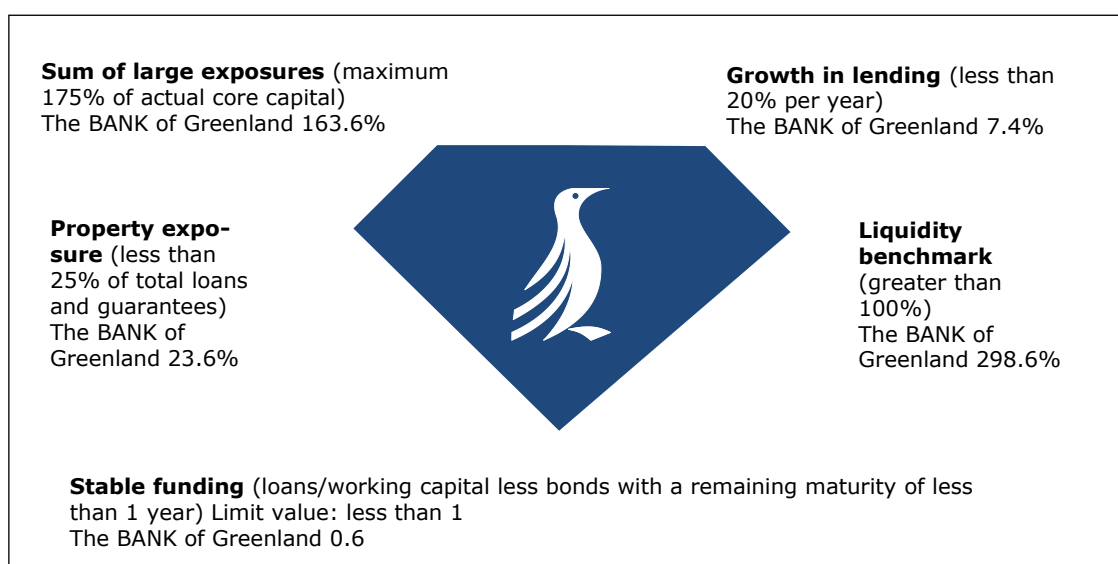 Sum of large exposures (maximum
175% of actual core capital)
The BANK of Greenland 163.6%
Growth in lending (less than
20% per year)
The BANK of Greenland 7.4%
Property expo-
sure (less than
25% of total loans
and guarantees)
The BANK of
Greenland 23.6%
Liquidity
benchmark
(greater than
100%)
The BANK of
Greenland 298.6%
Stable funding (loans/working capital less bonds with a remaining maturity of less
than 1 year) Limit value: less than 1
The BANK of Greenland 0.6